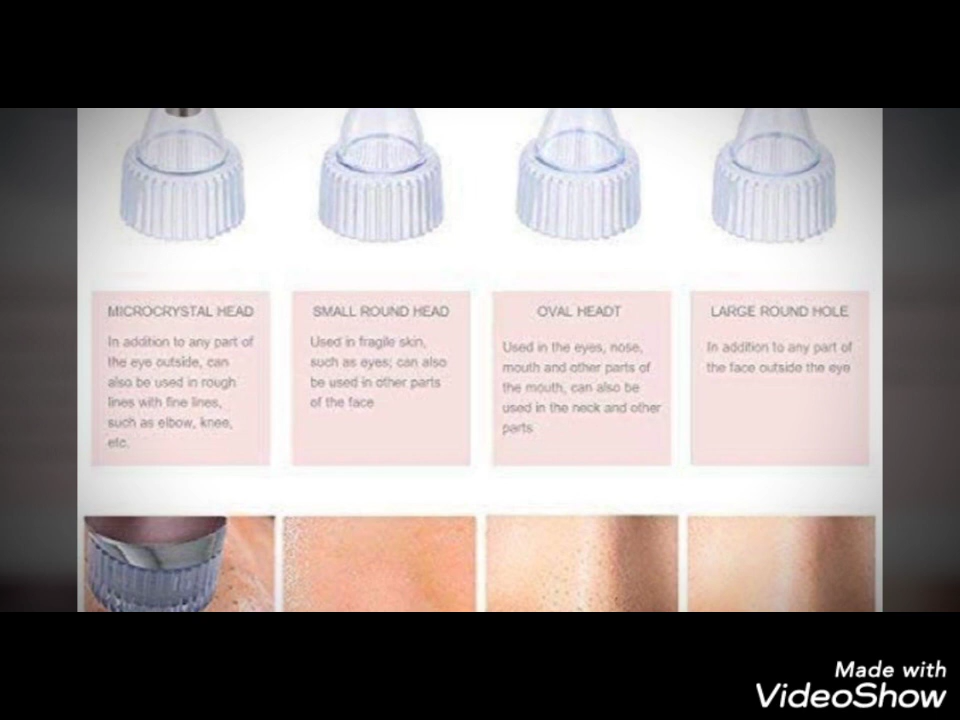 MICROCRYSTAL HEAD
In addition to any part of
the eye outside, can
also be used in rough
lines with fine lines,
such as elbow, knee,
etc.
SMALL ROUND HEAD
Used in fragile skin,
such as eyes; can also
be used in other parts
of the face
OVAL HEADT
Used in the eyes, nose,
mouth and other parts of
the mouth, can also be
used in the neck and other
parts
LARGE ROUND HOLE
In addition to any part of
the face outside the eye
Made with
VideoShow